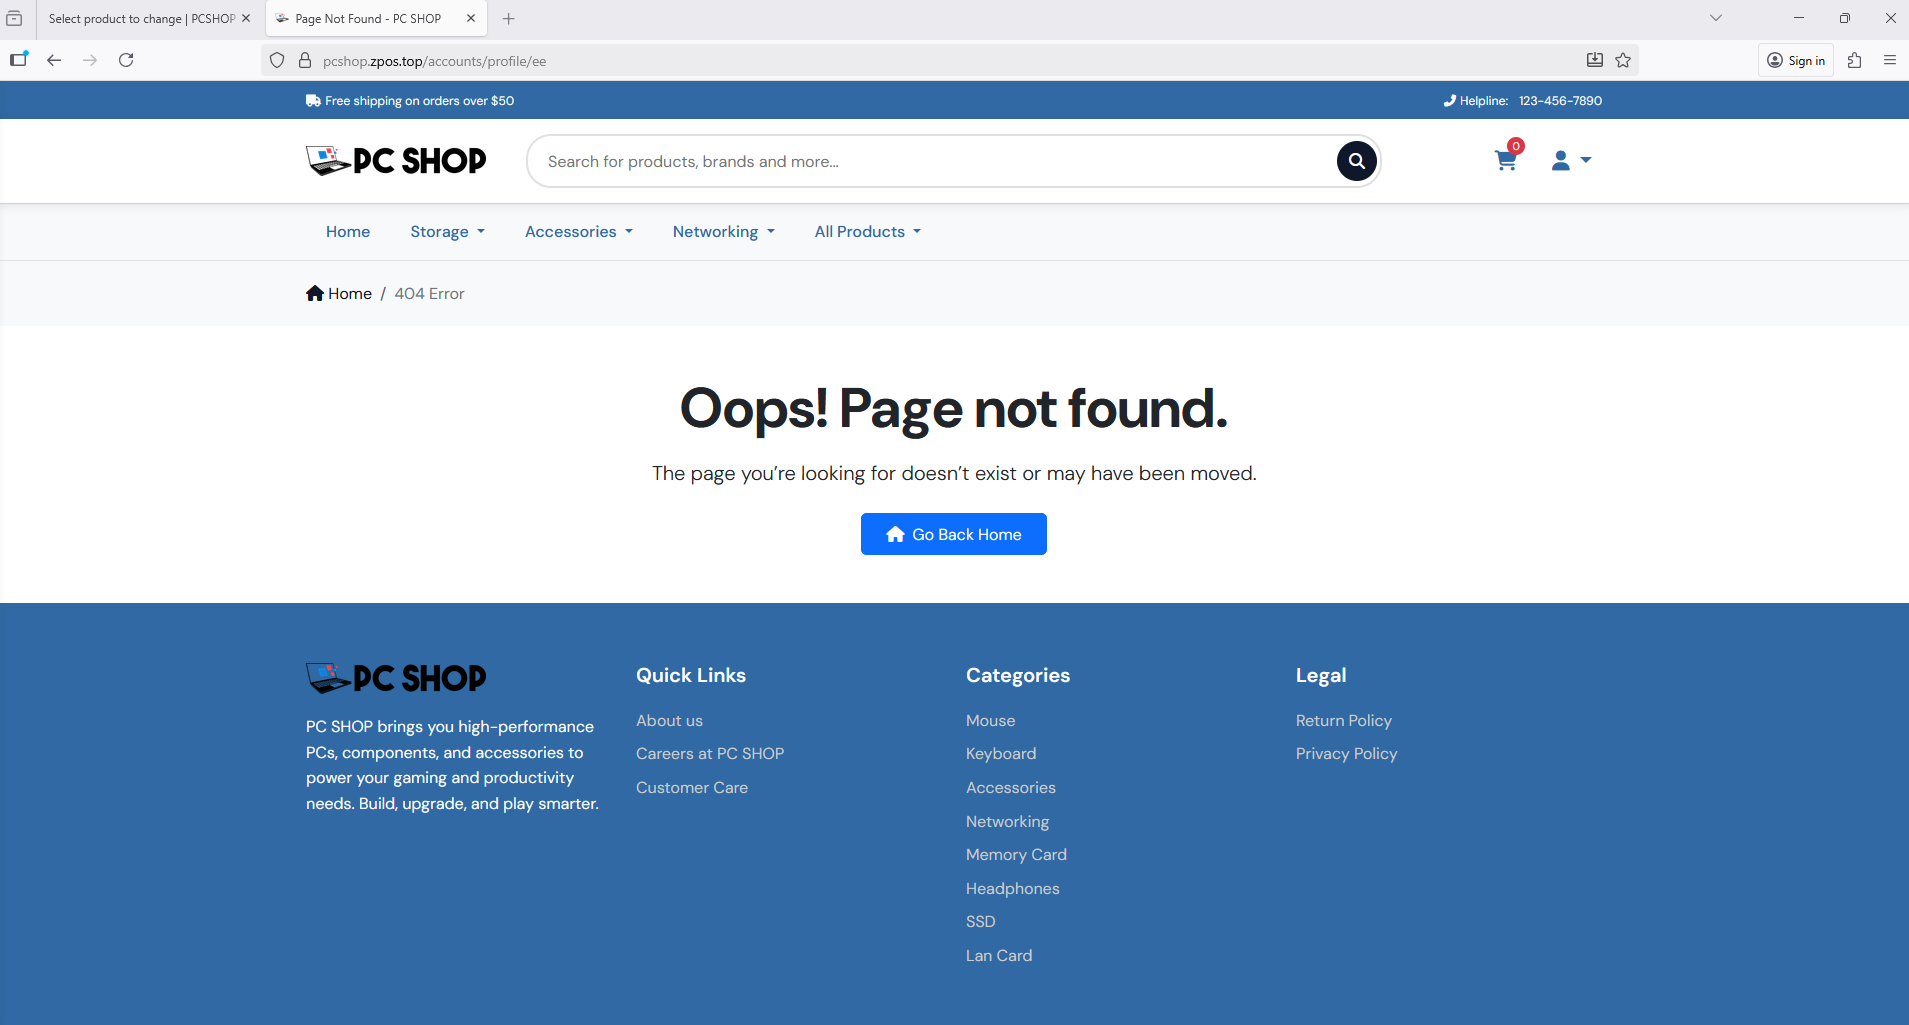 Select product to change | PCSHOP
Page Not Found - PC SHOP
pcshop.zpos.top/accounts/profile/ee
Sign in
Free shipping on orders over $50
Helpline: 123-456-7890
PC SHOP
Search for products, brands and more...
0
Home
Storage
Accessories
Networking
All Products
Home / 404 Error
Oops! Page not found.
The page you’re looking for doesn’t exist or may have been moved.
Go Back Home
PC SHOP
PC SHOP brings you high-performance
PCs, components, and accessories to
power your gaming and productivity
needs. Build, upgrade, and play smarter.
Quick Links
About us
Careers at PC SHOP
Customer Care
Categories
Mouse
Keyboard
Accessories
Networking
Memory Card
Headphones
SSD
Lan Card
Legal
Return Policy
Privacy Policy